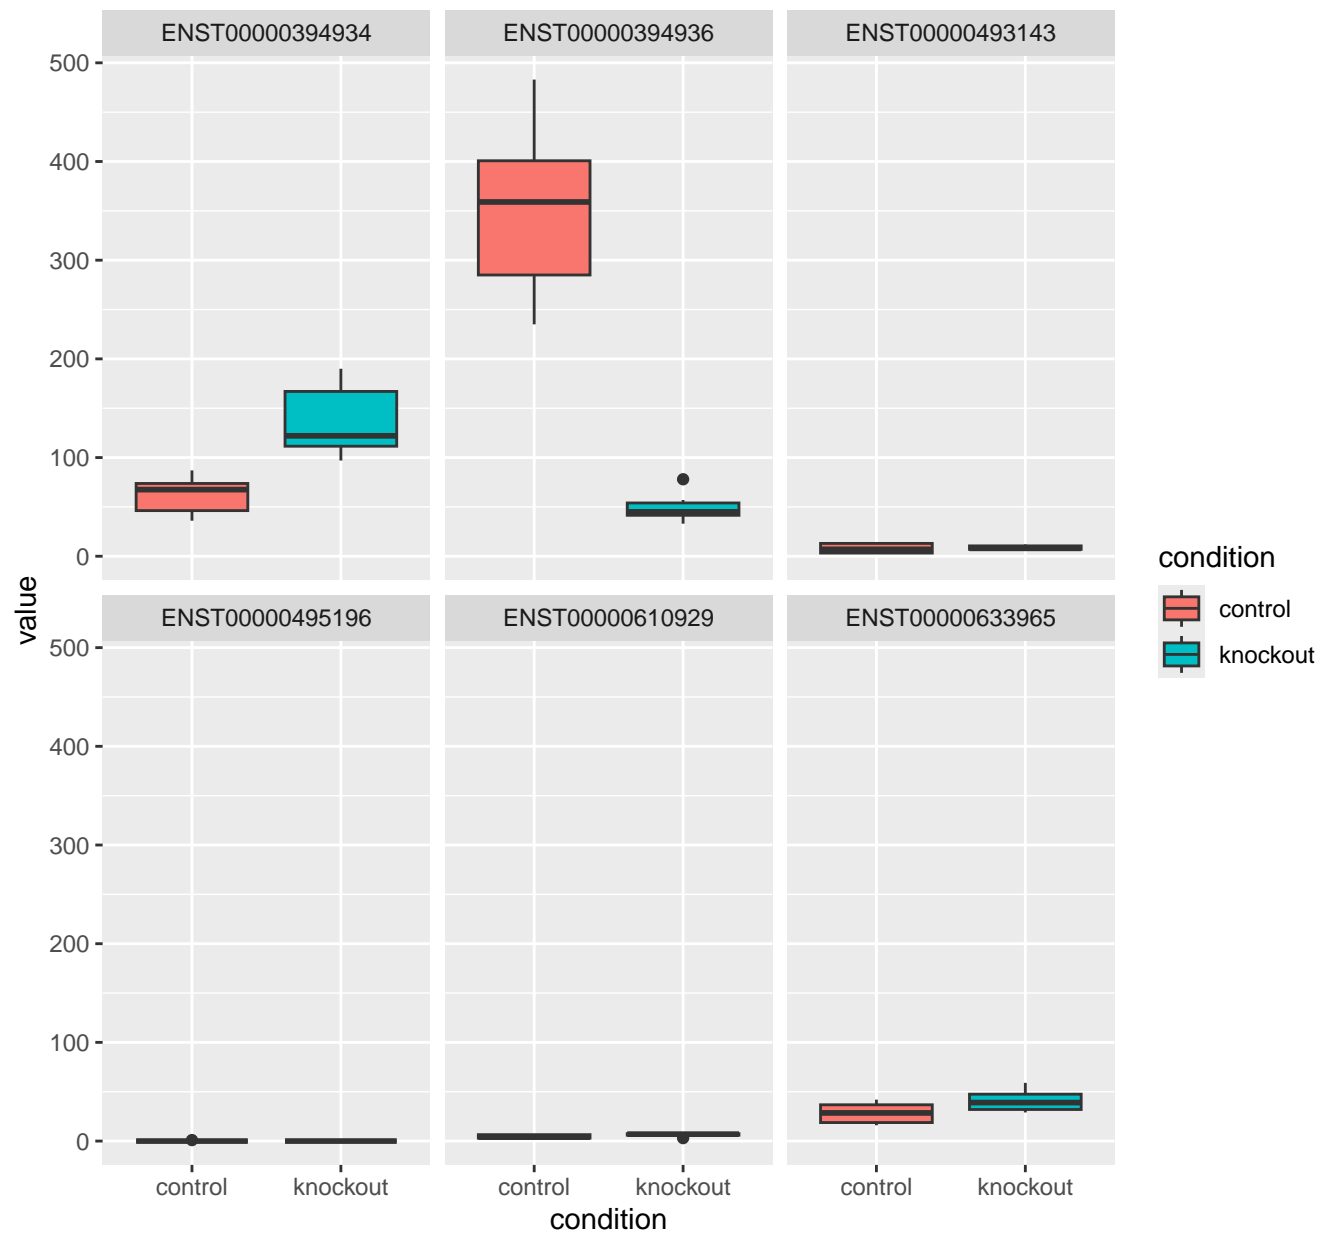 ENST00000394934
ENST00000394936
ENST00000493143
500
400
300
200
100
0
value
ENST00000495196
ENST00000610929
ENST00000633965
500
400
300
200
100
0
control
knockout
control
knockout
control
knockout
condition
condition
control
knockout